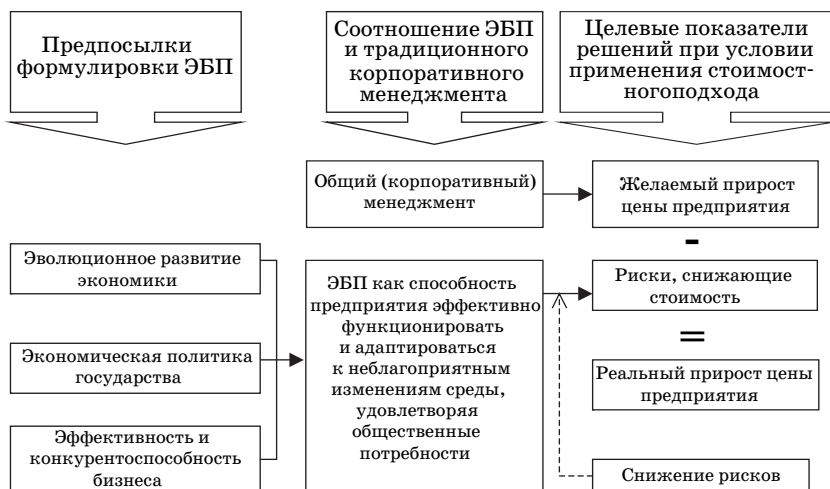 Предпосылки
формулировки ЭБП
Соотношение ЭБП
и традиционного
корпоративного
менеджмента
Целевые показатели
решений при условии
применения стоимост-
ногоподхода
Общий (корпоративный)
менеджмент
Желаемый прирост
цены предприятия
-
Эволюционное развитие
экономики
Экономическая политика
государства
Эффективность и
конкурентоспособность
бизнеса
ЭБП как способность
предприятия эффективно
функционировать
и адаптироваться
к неблагоприятным
изменениям среды,
удовлетворяя
общественные
потребности
Риски, снижающие
стоимость
=
Реальный прирост цены
предприятия
Снижение рисков